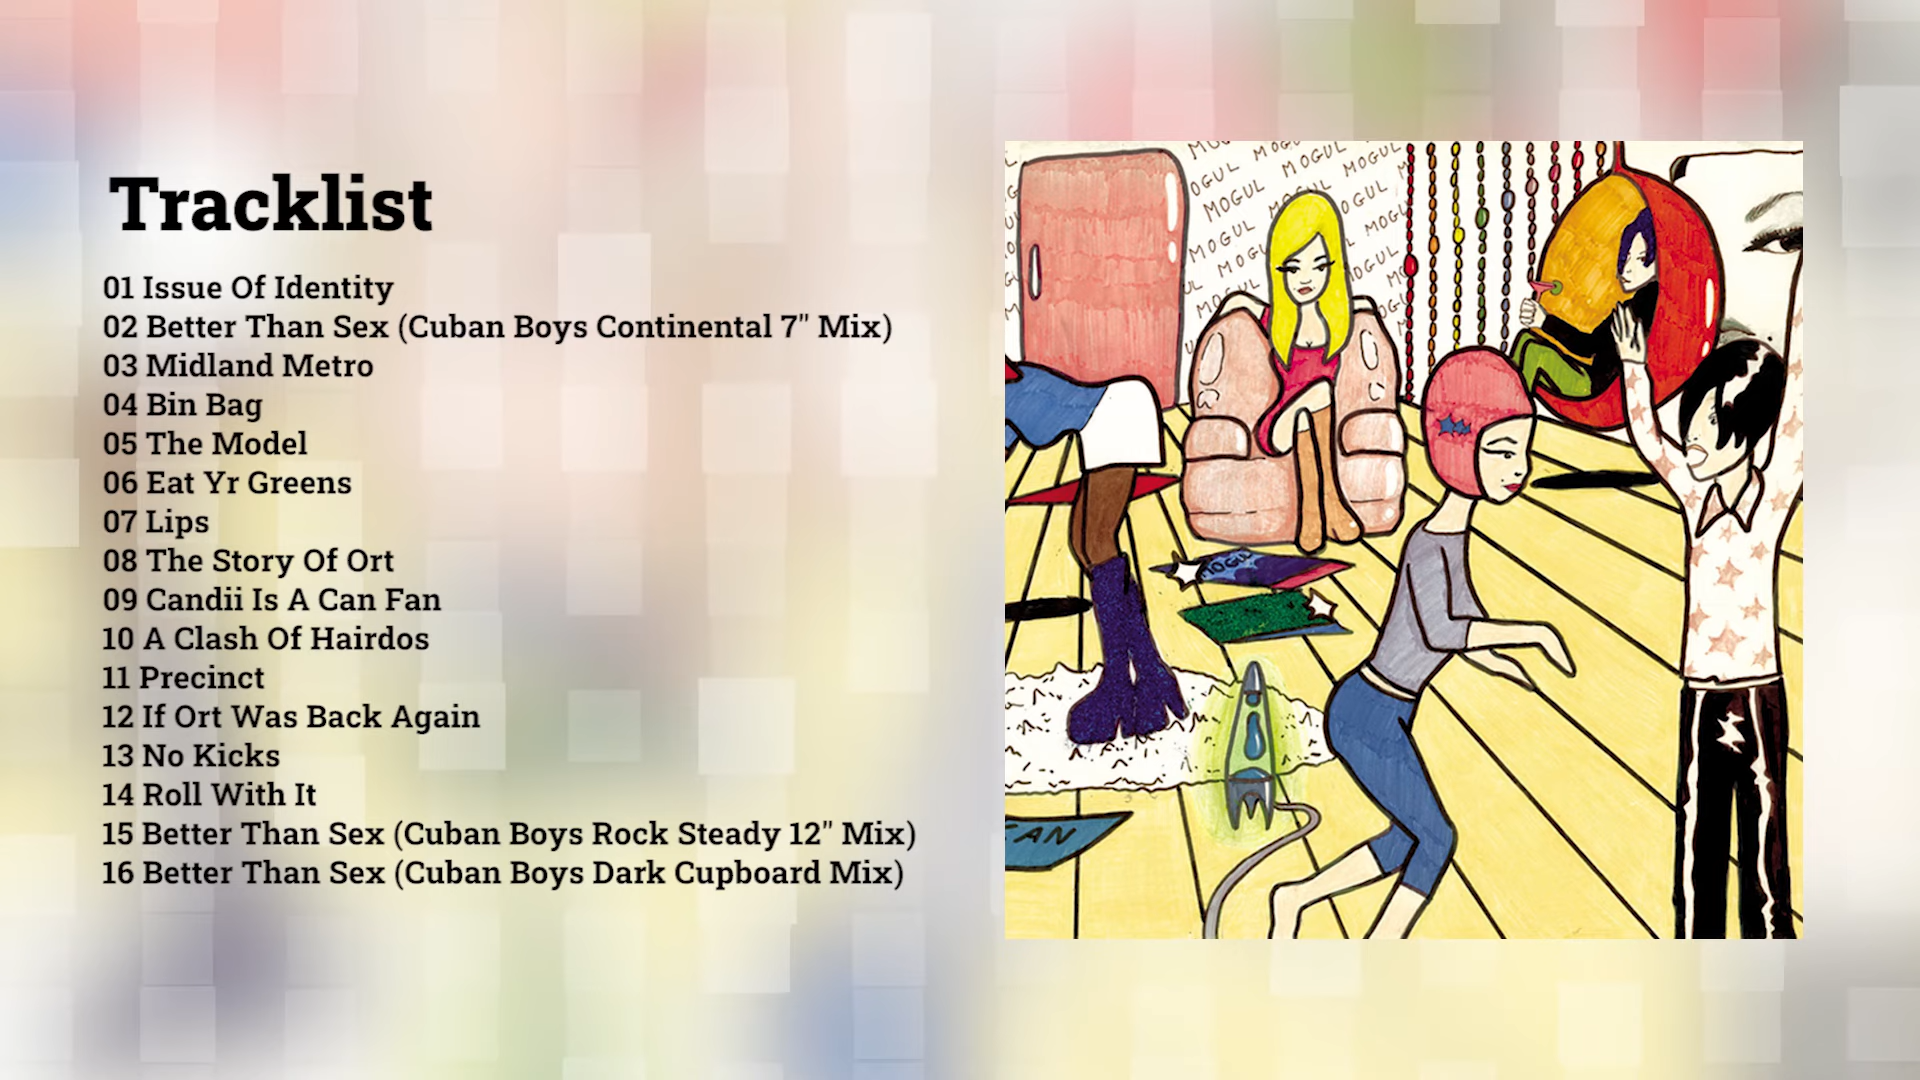 Tracklist
01 Issue Of Identity
02 Better Than Sex (Cuban Boys Continental 7" Mix)
03 Midland Metro
04 Bin Bag
05 The Model
06 Eat Yr Greens
07 Lips
08 The Story Of Ort
09 Candii Is A Can Fan
10 A Clash Of Hairdos
11 Precinct
12 If Ort Was Back Again
13 No Kicks
14 Roll With It
15 Better Than Sex (Cuban Boys Rock Steady 12" Mix)
16 Better Than Sex (Cuban Boys Dark Cupboard Mix)
MOGUL MOGUL
MOGUL MOGUL
MOGUL
MOGUL
MOGUL
MOGUL
MOGUL